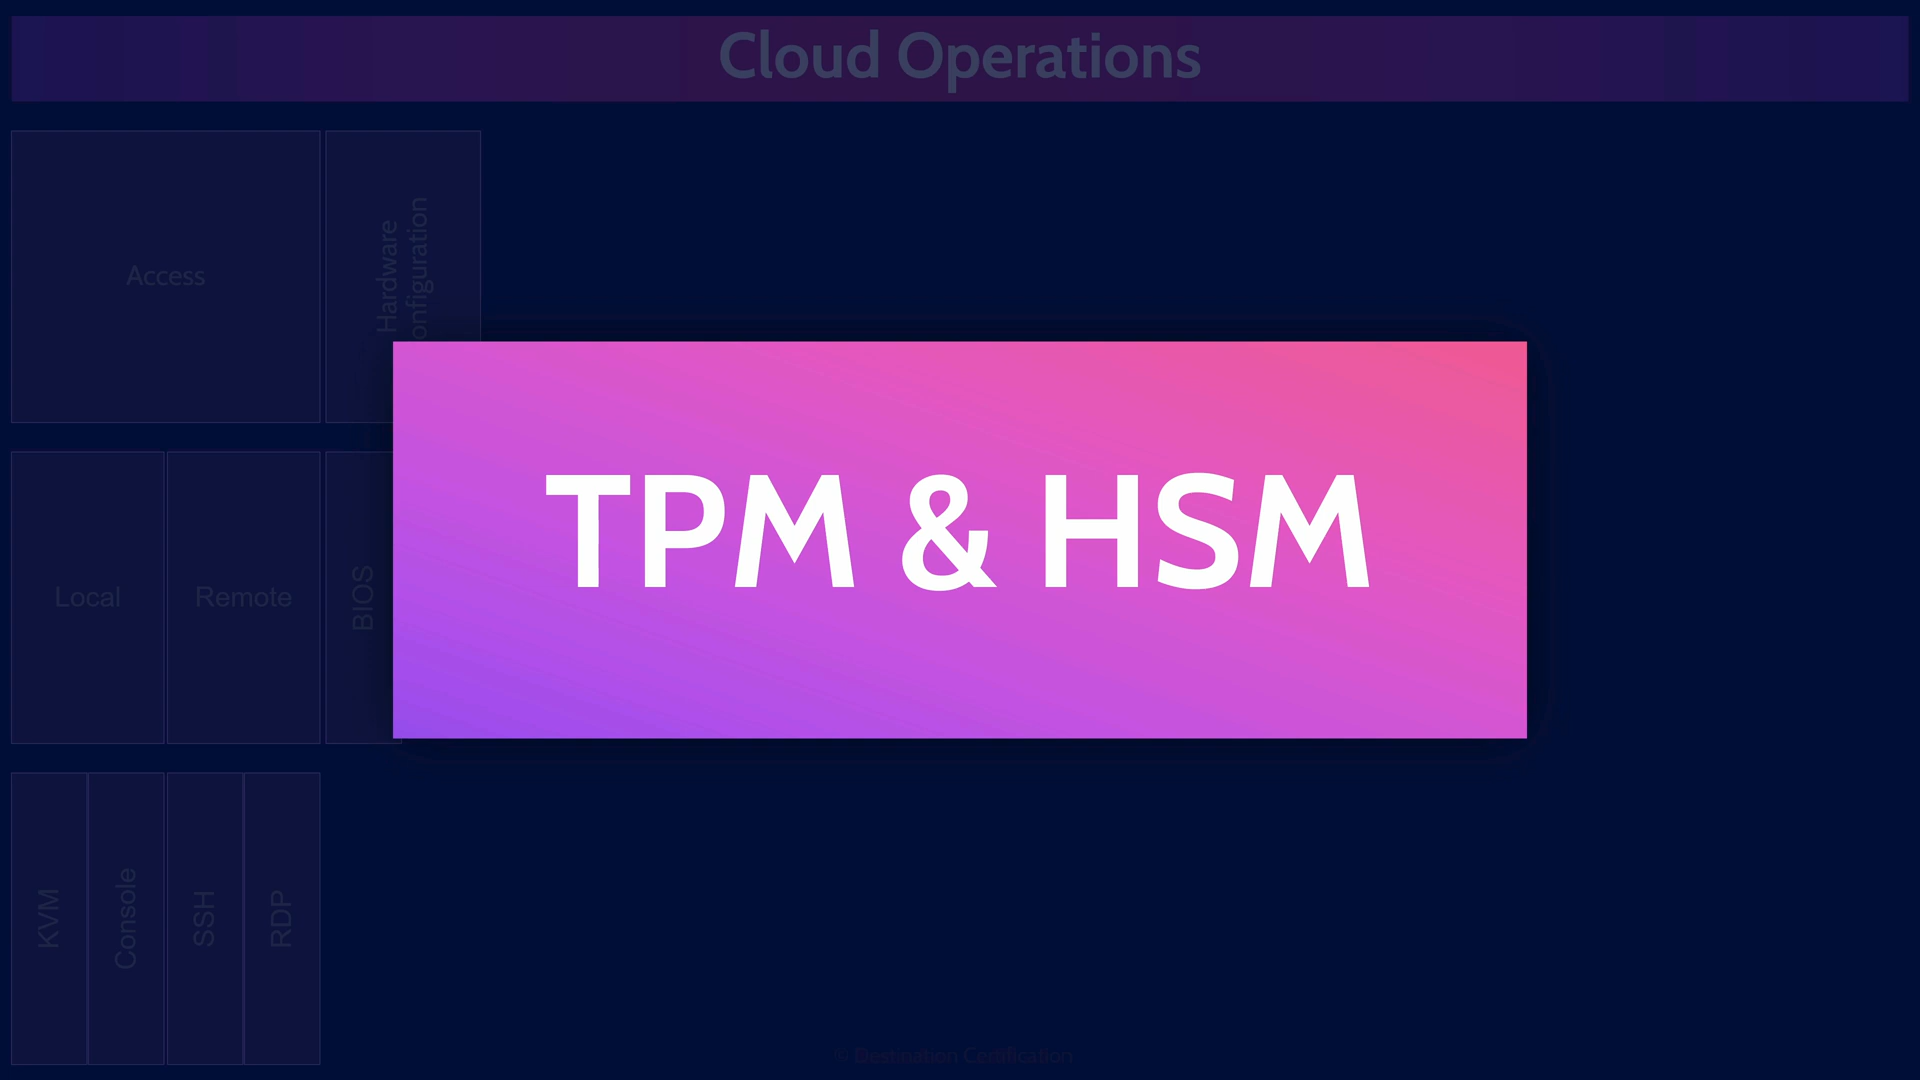 Cloud Operations
Access
Hardware
onfiguration
TPM & HSM
Local
Remote
BIOS
KVM
Console
SSH
RDP
© Destination Certification